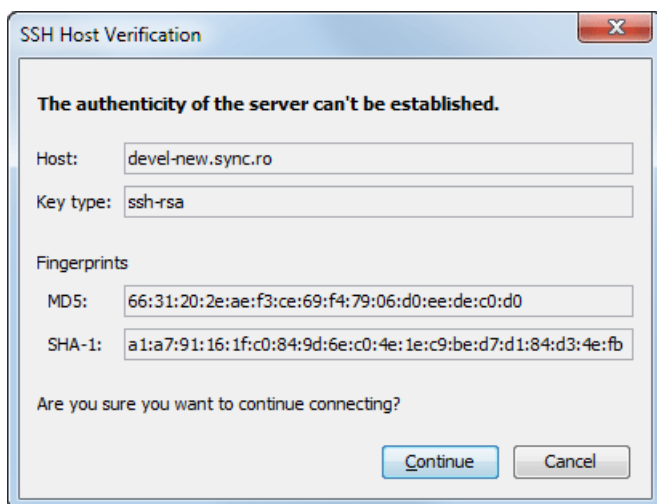 SSH Host Verification
The authenticity of the server can't be established.
Host: devel-new.sync.ro
Key type: ssh-rsa
Fingerprints
MD5: 66:31:20:2e:ae:f3:ce:69:f4:79:06:d0:ee:de:c0:d0
SHA-1: a1:a7:91:16:1f:c0:84:9d:6e:c0:4e:1e:c9:be:d7:d1:84:d3:4e:fb
Are you sure you want to continue connecting?
Continue Cancel